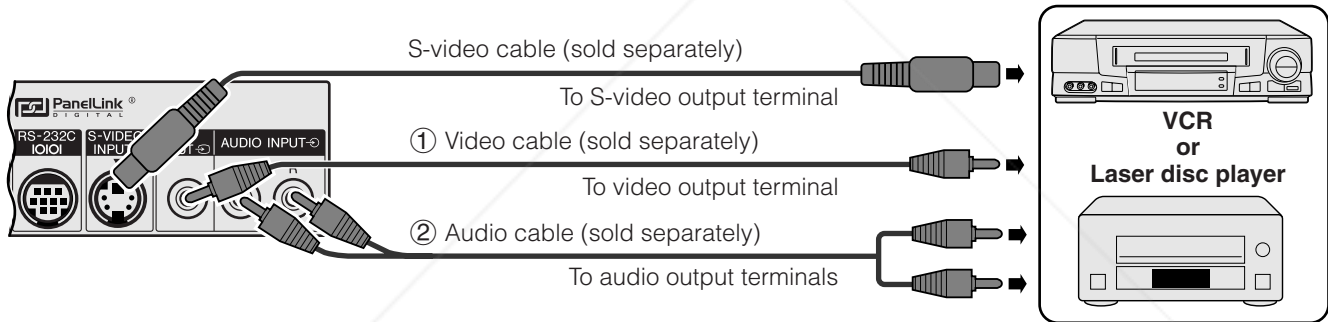 S-video cable (sold separately)
To S-video output terminal
PanelLink ®
DIGITAL
RS-232C
IOIOI
S-VIDEO
INPUT
AUDIO INPUT
① Video cable (sold separately)
To video output terminal
② Audio cable (sold separately)
To audio output terminals
VCR
or
Laser disc player